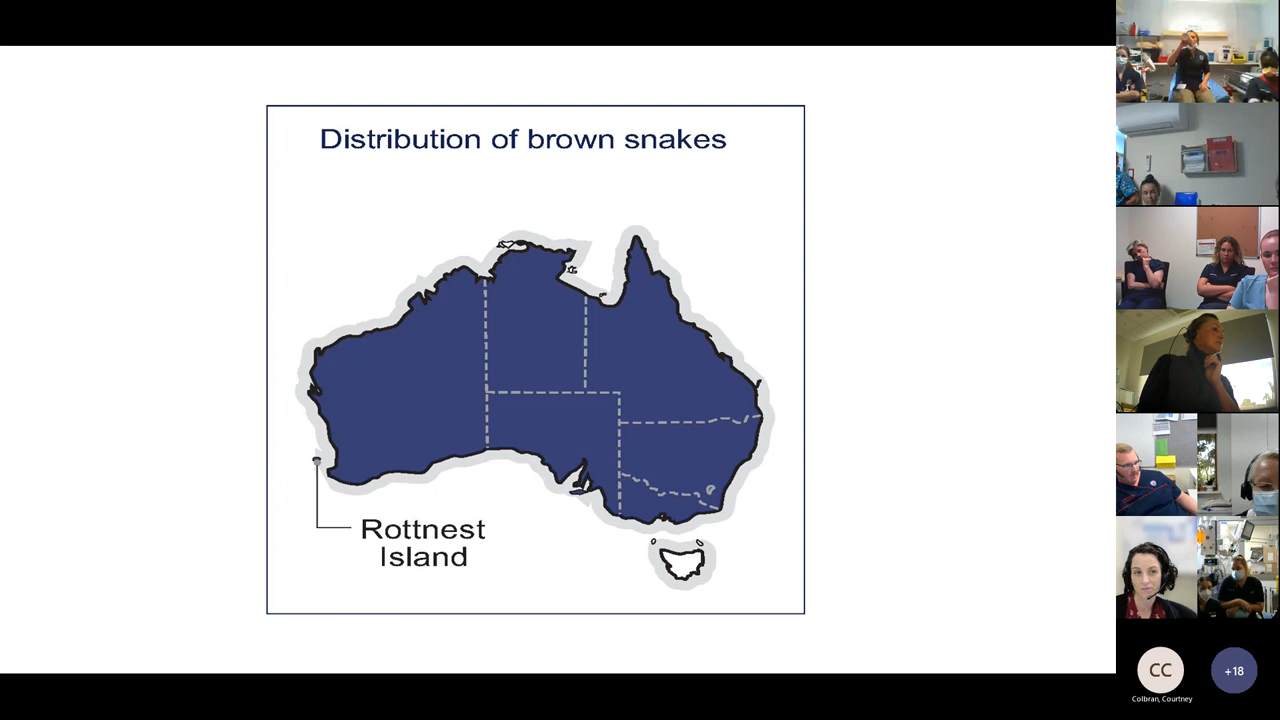 Distribution of brown snakes
Rottnest
Island
CC
+18
Colbran, Courtney